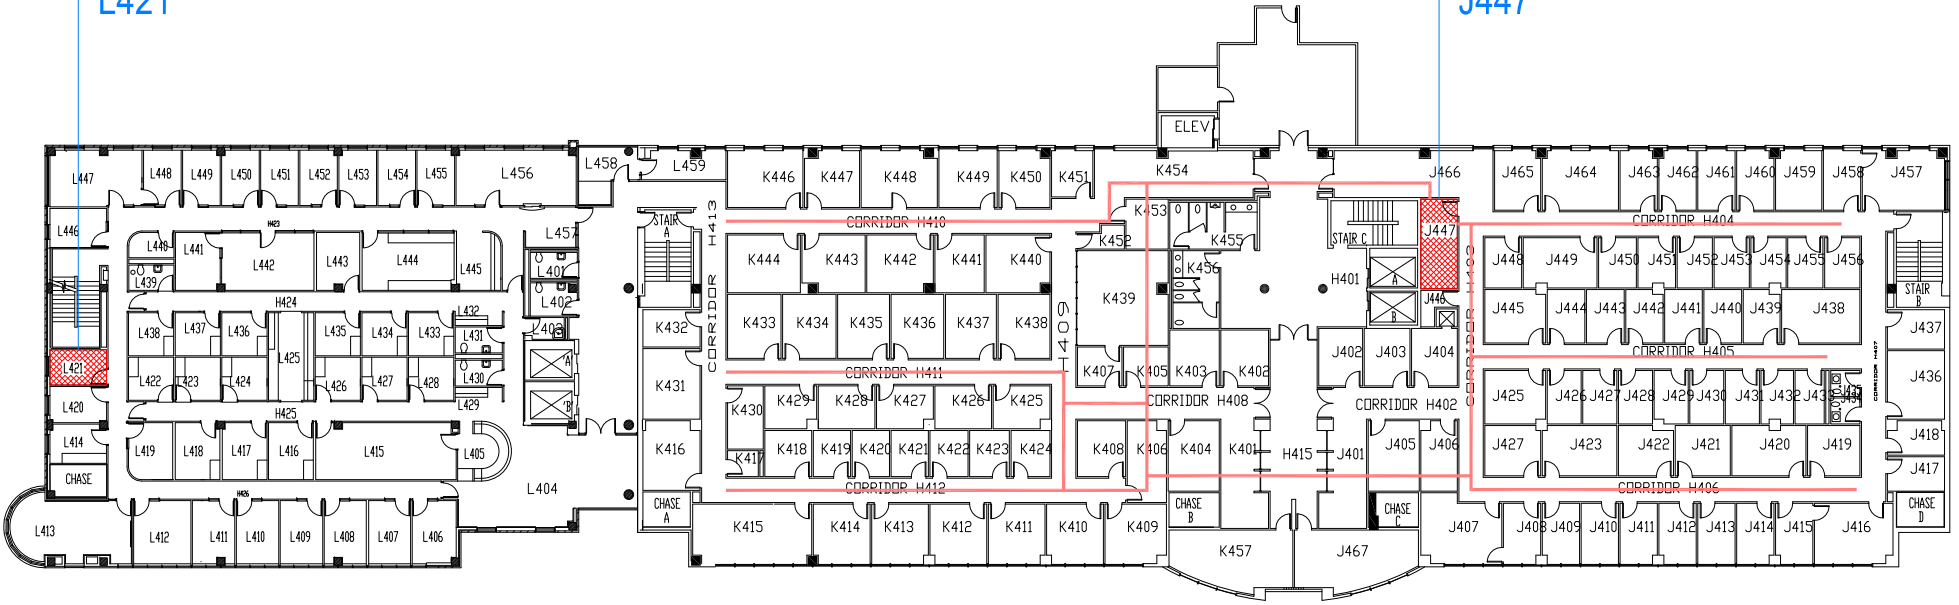 L421 J447
ELEV
L447 L448 L449 L450 L451 L452 L453 L454 L455 L456 L458 L459 K446 K447 K448 K449 K450 K451 K454 J466 J465 J464 J463 J462 J461 J460 J459 J458 J457
L446 H423 L457 STAIR A CORRIDOR H413 CORRIDOR H410 K453 K452 K455 STAIR C J447 CORRIDOR H404
L440 L441 L442 L443 L444 L445 L401 K444 K443 K442 K441 K440 K456 H401 A J448 J449 J450 J451 J452 J453 J454 J455 J456
L439 L402 STAIR B
H424 K439 J446 CORRIDOR H403
L432 L403 K432 K433 K434 K435 K436 K437 K438 H409 B J445 J444 J443 J442 J441 J440 J439 J438 J437
L438 L437 L436 L425 L435 L434 L433 L431
L421 L422 L423 L424 L426 L427 L428 L430 A K431 CORRIDOR H411 K407 K405 K403 K402 J402 J403 J404 CORRIDOR H405 CORRIDOR H407 J436
L420 H425 L429 B K430 K429 K428 K427 K426 K425 CORRIDOR H408 CORRIDOR H402 J425 J426 J427 J428 J429 J430 J431 J432 J433
L414 L419 L418 L417 L416 L415 L405 K416 K417 K418 K419 K420 K421 K422 K423 K424 K408 K406 K404 K401 H415 J401 J405 J406 J427 J423 J422 J421 J420 J419 J418
CHASE H426 L404 CORRIDOR H412 CORRIDOR H406 J417
CHASE A CHASE B CHASE C CHASE D
L413 L412 L411 L410 L409 L408 L407 L406 K415 K414 K413 K412 K411 K410 K409 K457 J467 J407 J408 J409 J410 J411 J412 J413 J414 J415 J416